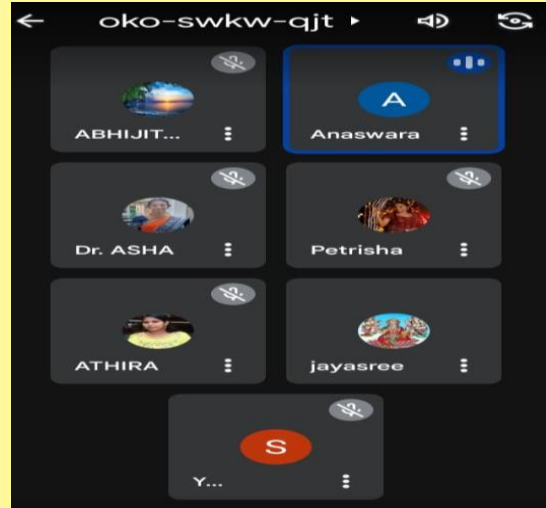 oko-swkw-qjt
ABHIJIT...
A
Anaswara
Dr. ASHA
Petrisha
ATHIRA
jayasree
S
Y...